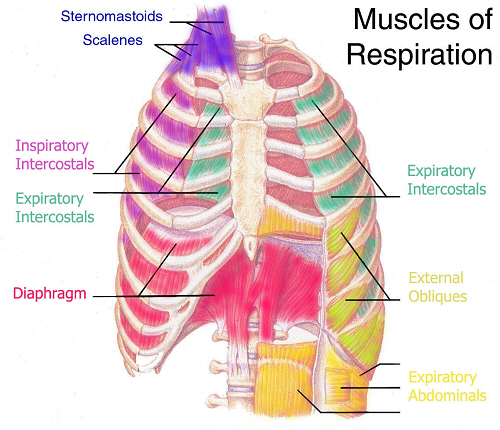 Muscles of
Respiration
Sternomastoids
Scalenes
Inspiratory
Intercostals
Expiratory
Intercostals
Diaphragm
Expiratory
Intercostals
External
Obliques
Expiratory
Abdominals